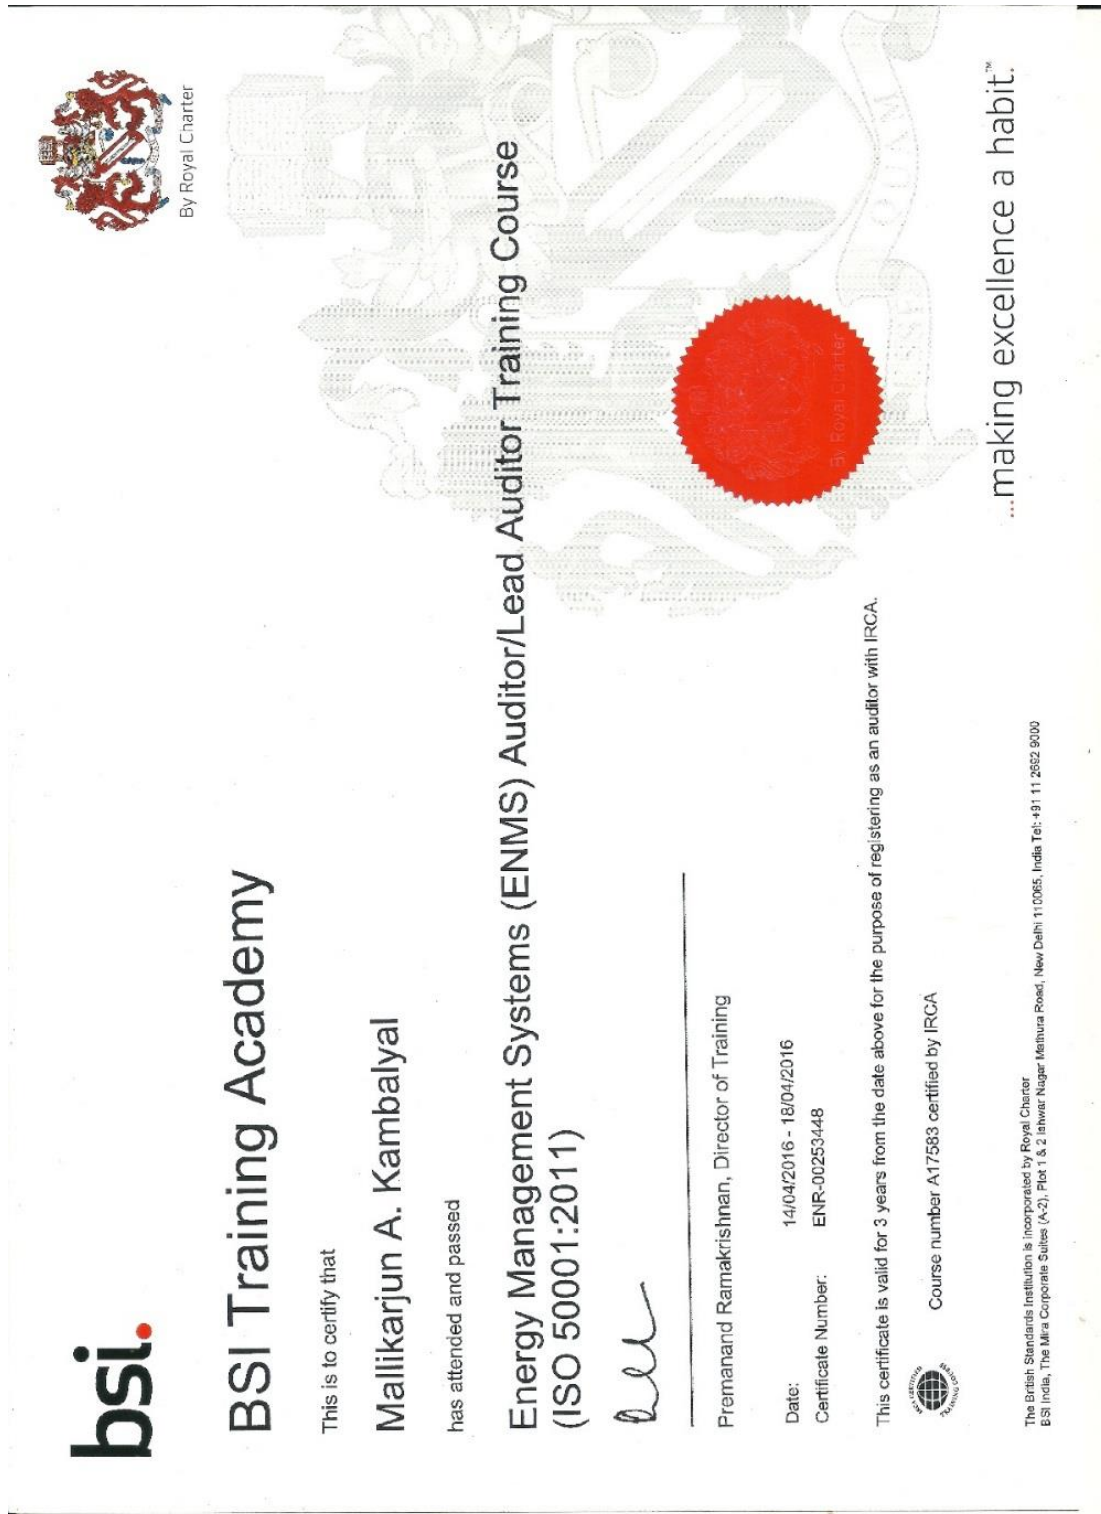 bsi.
By Royal Charter
BSI Training Academy
This is to certify that
Mallikarjun A. Kambalyal
has attended and passed
Energy Management Systems (ENMS) Auditor/Lead Auditor Training Course
(ISO 50001:2011)
Premanand Ramakrishnan, Director of Training
Date: 14/04/2016 - 18/04/2016
Certificate Number: ENR-00253448
This certificate is valid for 3 years from the date above for the purpose of registering as an auditor with IRCA.
Course number A17583 certified by IRCA
By Royal Charter
...making excellence a habit.™
The British Standards Institution is incorporated by Royal Charter
BSI India, The Mira Corporate Suites (A-2), Plot 1 & 2 Ishwar Nagar Mathura Road, New Delhi 110065, India Tel: +91 11 2692 9000